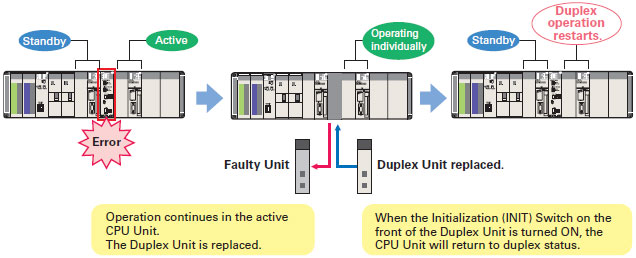 Standby
Active
Operating
individually
Standby
Duplex
operation
restarts.
Error
Faulty Unit
Duplex Unit replaced.
Operation continues in the active
CPU Unit.
The Duplex Unit is replaced.
When the Initialization (INIT) Switch on the
front of the Duplex Unit is turned ON, the
CPU Unit will return to duplex status.